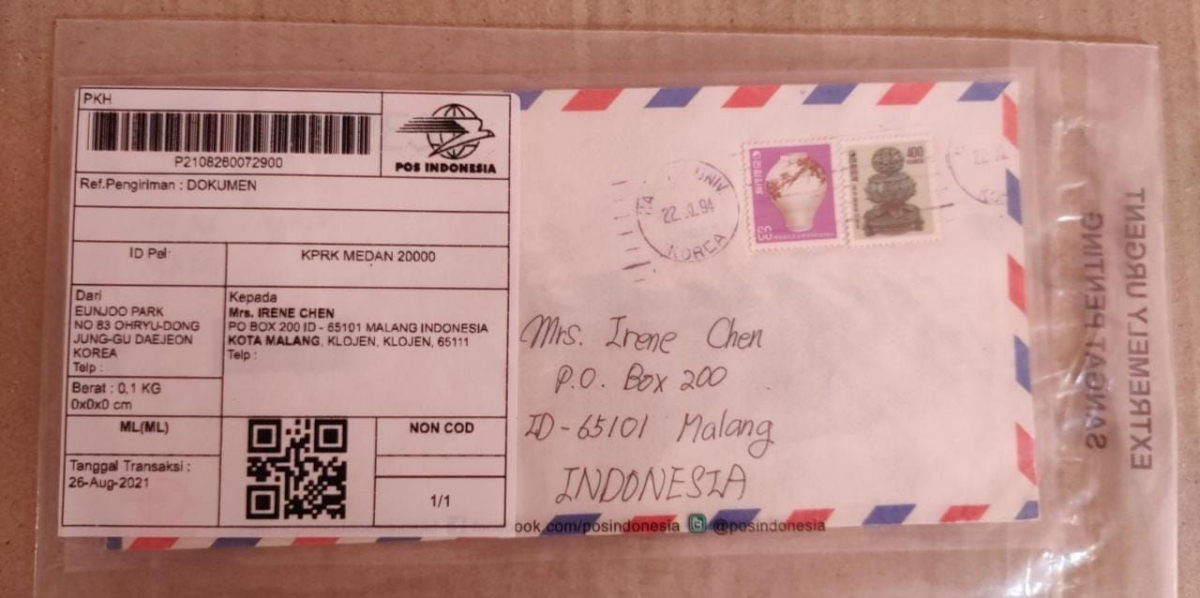 PKH
P2108260072900
POS INDONESIA
Ref.Pengiriman : DOKUMEN
ID Pel:
KPRK MEDAN 20000
Dari
EUNJOO PARK
NO 83 OHRYU-DONG
JUNG-GU DAEJEON
KOREA
Telp :
Kepada
Mrs. IRENE CHEN
PO BOX 200 ID - 65101 MALANG INDONESIA
KOTA MALANG, KLOJEN, KLOJEN, 65111
Telp :
Berat : 0.1 KG
0x0x0 cm
ML(ML)
NON COD
Tanggal Transaksi :
26-Aug-2021
1/1
UNIV
94
KOREA
400
Mrs. Irene Chen
P.O. Box 200
ID - 65101 Malang
INDONESIA
ook.com/posindonesia @posindonesia
SANGAT PENTING
EXTREMELY URGENT